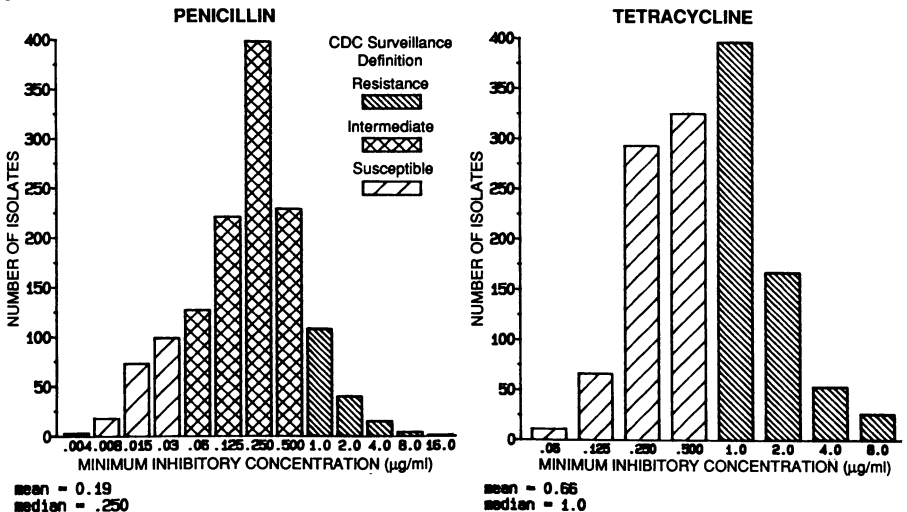 PENICILLIN
400
350
300
250
200
150
100
50
0
NUMBER OF ISOLATES
.004 .008 .015 .03 .06 .125 .250 .500 1.0 2.0 4.0 8.0 16.0
MINIMUM INHIBITORY CONCENTRATION (µg/ml)
mean = 0.19
median = .250
CDC Surveillance
Definition
Resistance
Intermediate
Susceptible
TETRACYCLINE
400
350
300
250
200
150
100
50
0
NUMBER OF ISOLATES
.06 .125 .250 .500 1.0 2.0 4.0 8.0
MINIMUM INHIBITORY CONCENTRATION (µg/ml)
mean = 0.66
median = 1.0